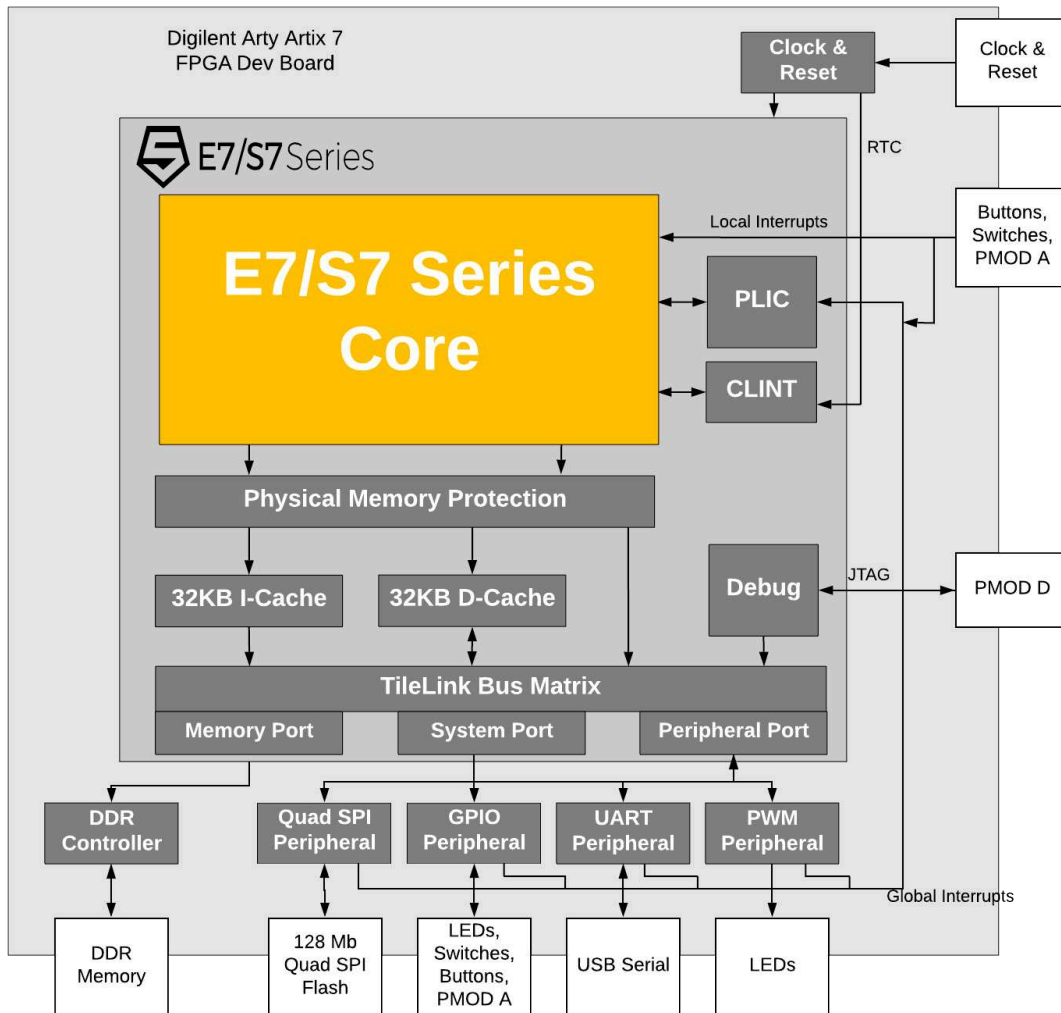 Digilent Arty Artix 7
FPGA Dev Board
Clock &
Reset
Clock &
Reset
RTC
E7/S7 Series
E7/S7 Series
Core
Local Interrupts
Buttons,
Switches,
PMOD A
PLIC
CLINT
Physical Memory Protection
32KB I-Cache
32KB D-Cache
Debug
JTAG
PMOD D
TileLink Bus Matrix
Memory Port
System Port
Peripheral Port
DDR
Controller
Quad SPI
Peripheral
GPIO
Peripheral
UART
Peripheral
PWM
Peripheral
Global Interrupts
DDR
Memory
128 Mb
Quad SPI
Flash
LEDs,
Switches,
Buttons,
PMOD A
USB Serial
LEDs